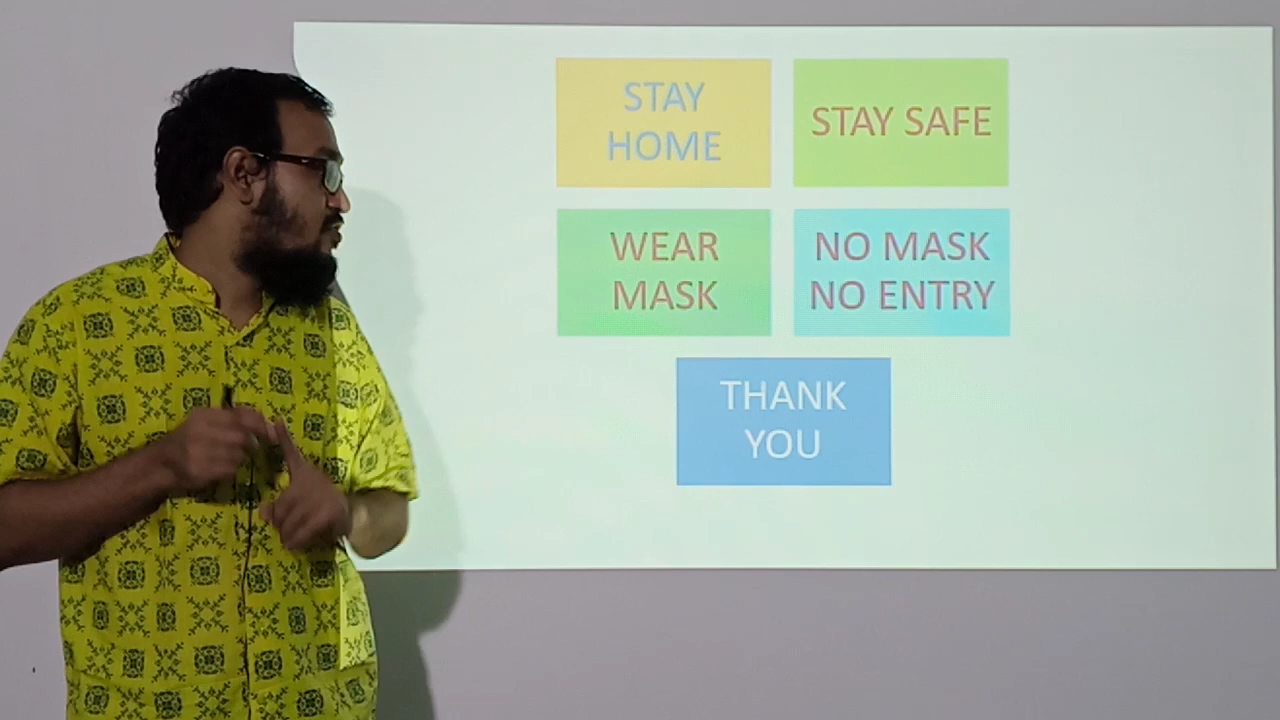 STAY
HOME
STAY SAFE
WEAR
MASK
NO MASK
NO ENTRY
THANK
YOU